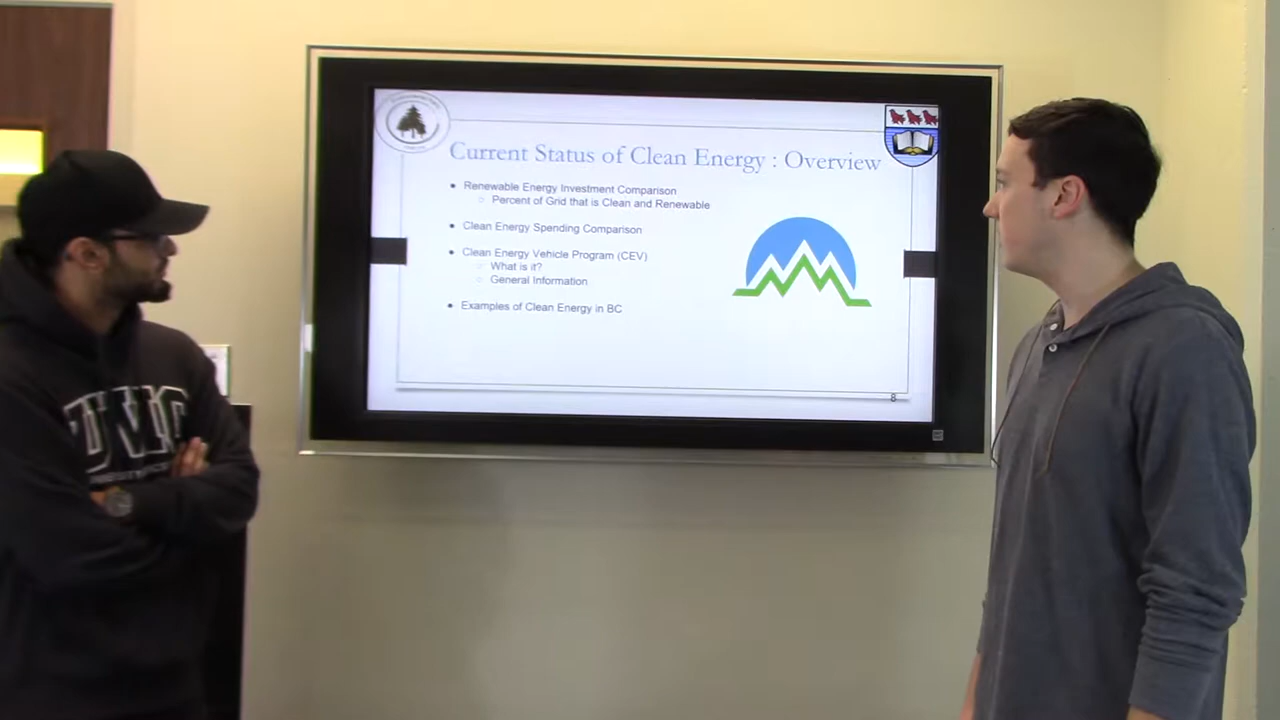 Current Status of Clean Energy : Overview
• Renewable Energy Investment Comparison
○ Percent of Grid that is Clean and Renewable
• Clean Energy Spending Comparison
• Clean Energy Vehicle Program (CEV)
○ What is it?
○ General Information
• Examples of Clean Energy in BC
8
UVIC